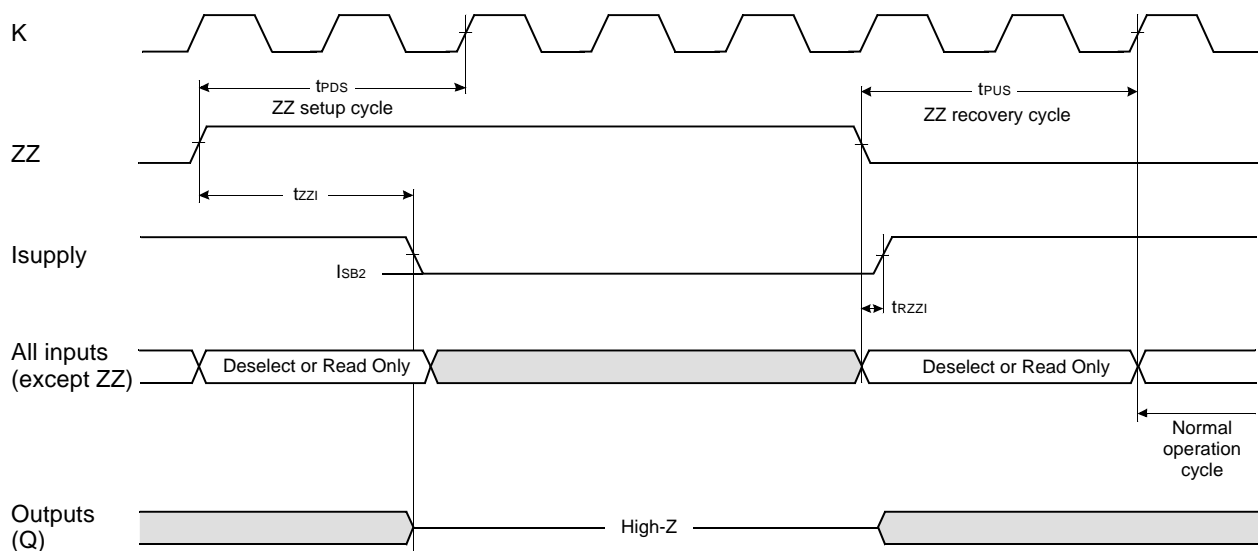 K
tPDS
ZZ setup cycle
tPUS
ZZ recovery cycle
ZZ
tZZI
Isupply
ISB2
tRZZI
All inputs
(except ZZ)
Deselect or Read Only
Deselect or Read Only
Normal
operation
cycle
Outputs
(Q)
High-Z